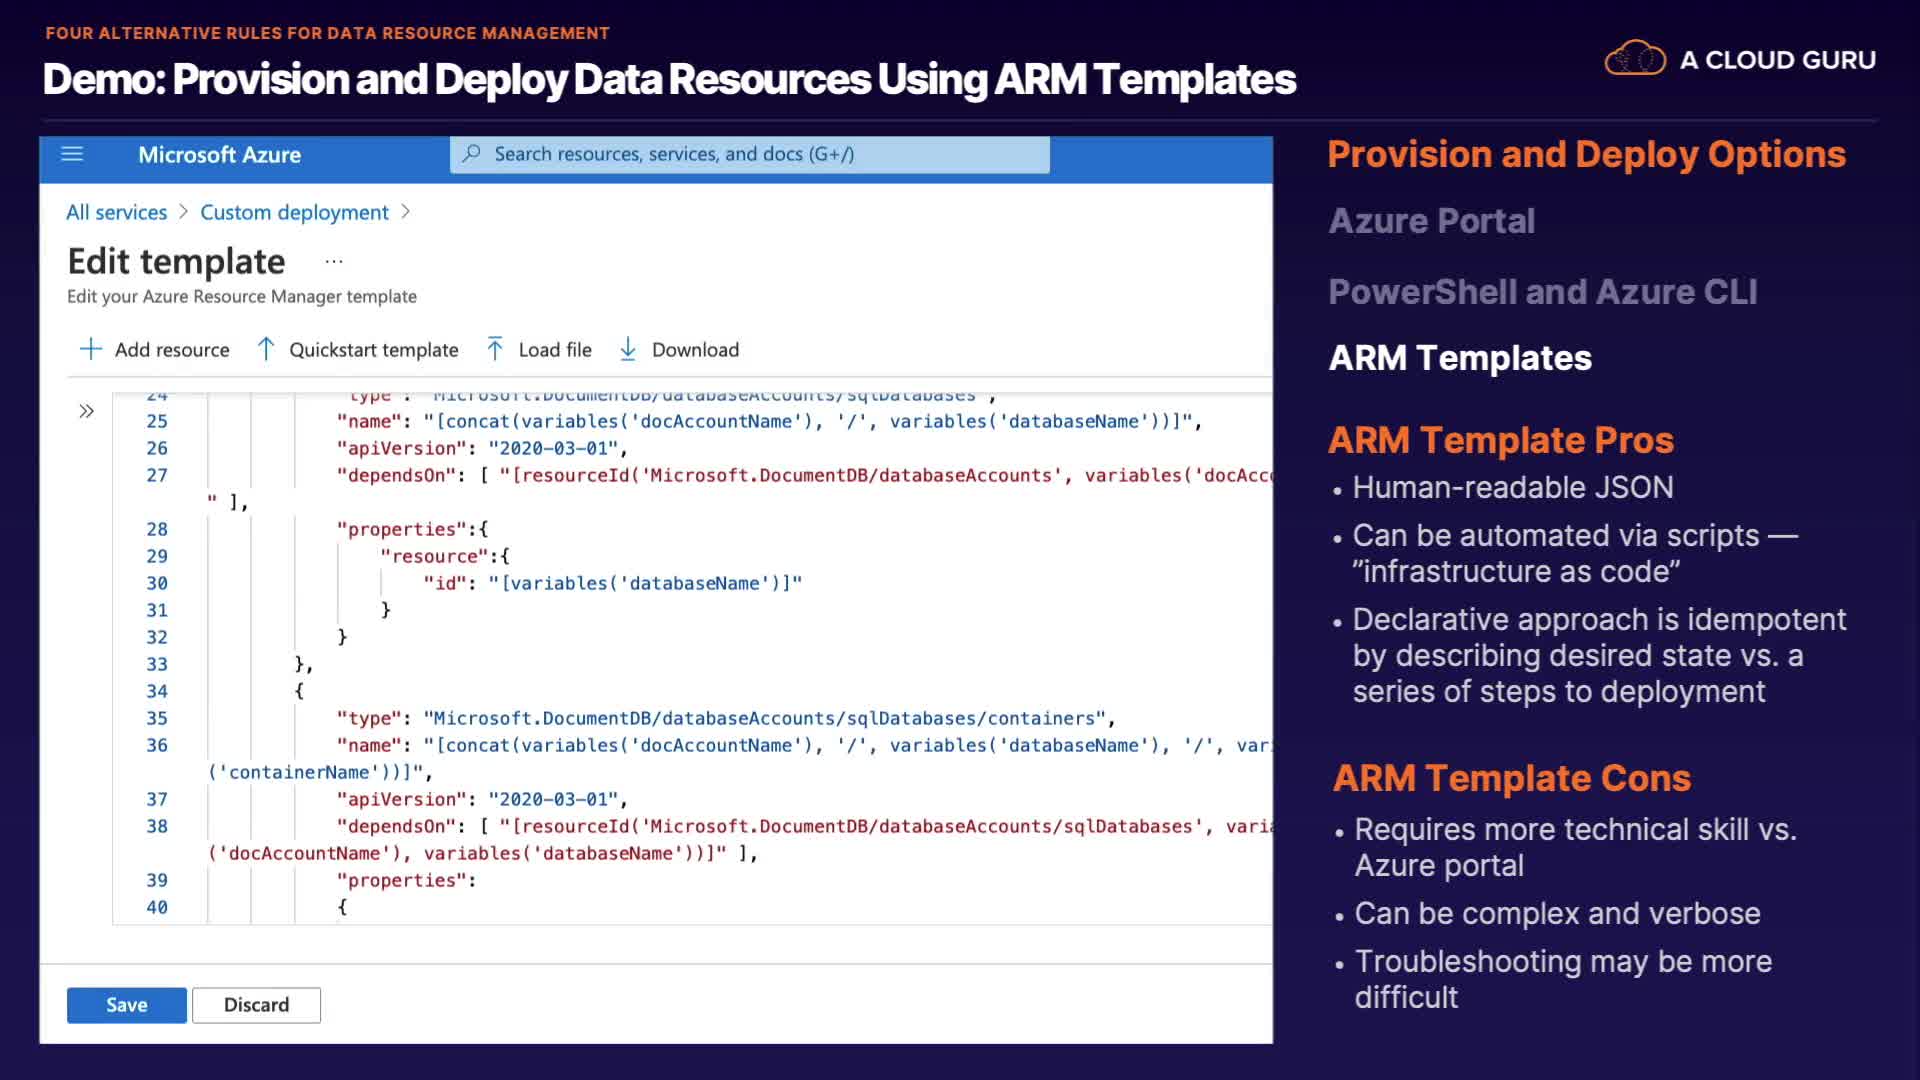 FOUR ALTERNATIVE RULES FOR DATA RESOURCE MANAGEMENT
Demo: Provision and Deploy Data Resources Using ARM Templates
A CLOUD GURU
Microsoft Azure
Search resources, services, and docs (G+/)
All services > Custom deployment >
Edit template ...
Edit your Azure Resource Manager template
Add resource Quickstart template Load file Download
24 "type": "Microsoft.DocumentDB/databaseAccounts/sqlDatabases",
25 "name": "[concat(variables('docAccountName'), '/', variables('databaseName'))]",
26 "apiVersion": "2020-03-01",
27 "dependsOn": [ "[resourceId('Microsoft.DocumentDB/databaseAccounts', variables('docAcc
" ],
28 "properties":{
29 "resource":{
30 "id": "[variables('databaseName')]"
31 }
32 }
33 },
34 {
35 "type": "Microsoft.DocumentDB/databaseAccounts/sqlDatabases/containers",
36 "name": "[concat(variables('docAccountName'), '/', variables('databaseName'), '/', var
('containerName'))]",
37 "apiVersion": "2020-03-01",
38 "dependsOn": [ "[resourceId('Microsoft.DocumentDB/databaseAccounts/sqlDatabases', vari
('docAccountName'), variables('databaseName'))]" ],
39 "properties":
40 {
Save Discard
Provision and Deploy Options
Azure Portal
PowerShell and Azure CLI
ARM Templates
ARM Template Pros
• Human-readable JSON
• Can be automated via scripts —
”infrastructure as code”
• Declarative approach is idempotent
by describing desired state vs. a
series of steps to deployment
ARM Template Cons
• Requires more technical skill vs.
Azure portal
• Can be complex and verbose
• Troubleshooting may be more
difficult